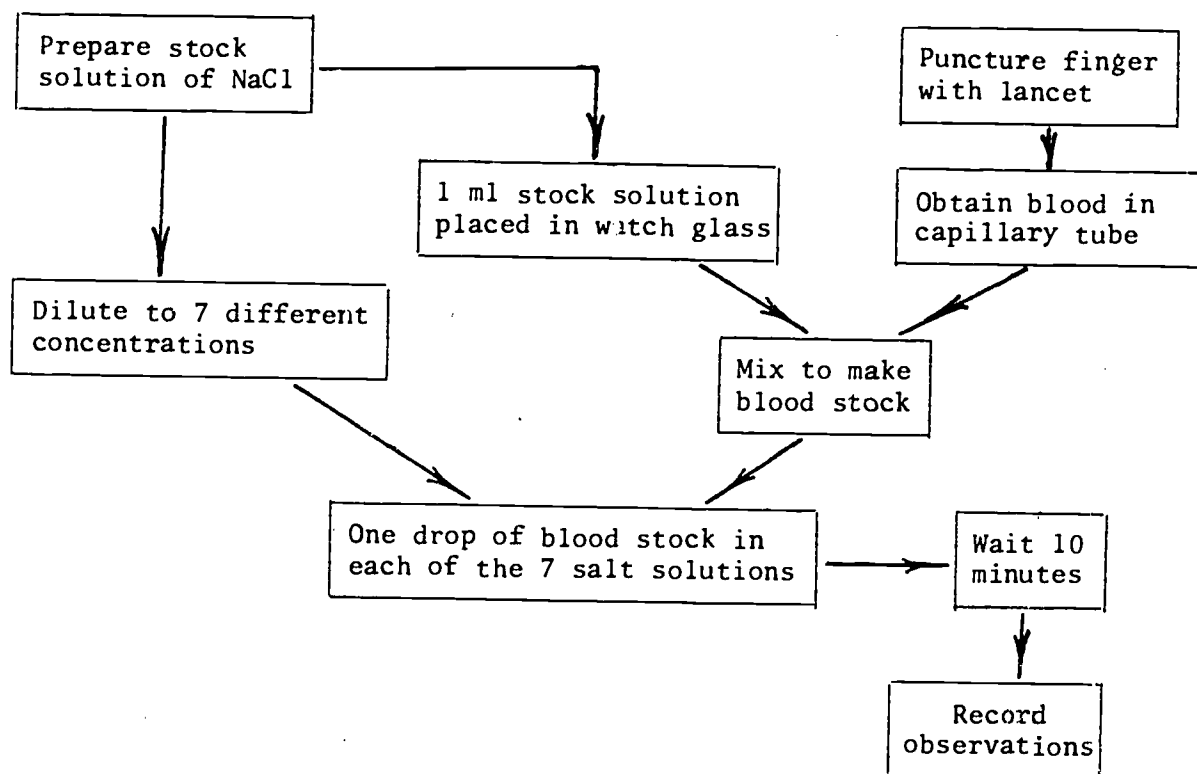 Prepare stock
solution of NaCl
Puncture finger
with lancet
1 ml stock solution
placed in watch glass
Obtain blood in
capillary tube
Dilute to 7 different
concentrations
Mix to make
blood stock
One drop of blood stock in
each of the 7 salt solutions
Wait 10
minutes
Record
observations